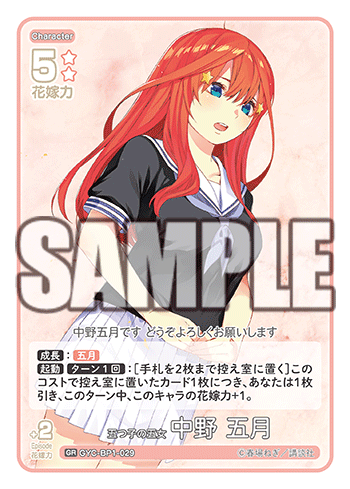 Character
5
花嫁力
SAMPLE
中野五月です どうぞよろしくお願いします
成長：五月
起動 ターン1回：[手札を2枚まで控え室に置く]この
コストで控え室に置いたカード1枚につき、あなたは1枚
引き、このターン中、このキャラの花嫁力+1。
+2
Episode
花嫁力
五つ子の五女 中野 五月
GR GYC-BP1-029
©春場ねぎ／講談社